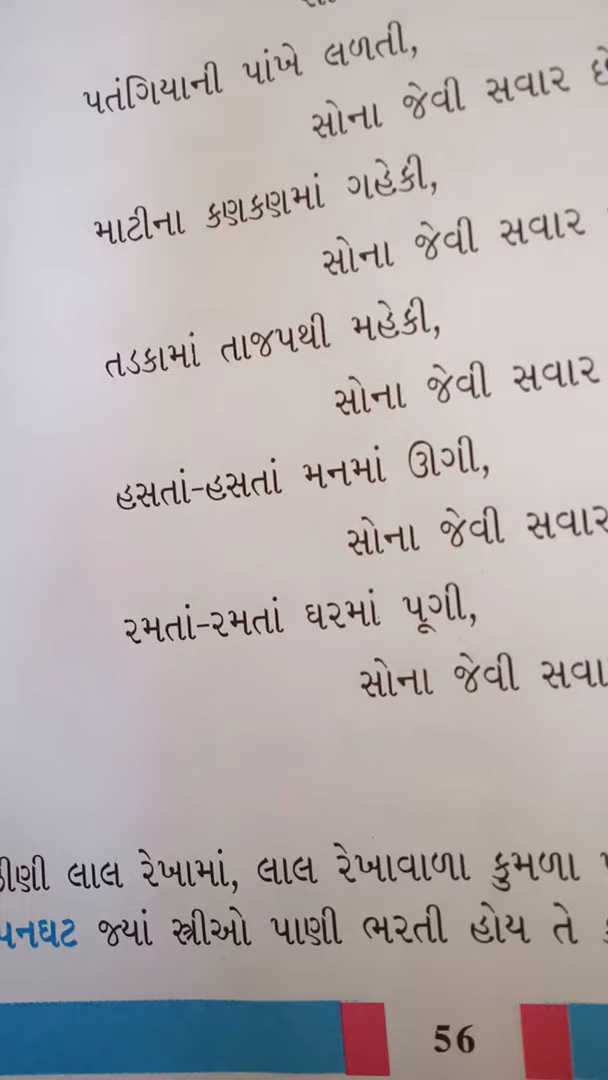 પતંગિયાની પાંખે લળતી,
સોના જેવી સવાર છે
માટીના કણકણમાં ગહેકી,
સોના જેવી સવાર
તડકામાં તાજપથી મહેકી,
સોના જેવી સવાર
હસતાં-હસતાં મનમાં ઊગી,
સોના જેવી સવાર
રમતાં-રમતાં ઘરમાં પૂગી,
સોના જેવી સવા
લાલ રેખામાં, લાલ રેખાવાળા કુમળા
પનઘટ જ્યાં સ્ત્રીઓ પાણી ભરતી હોય તે
56